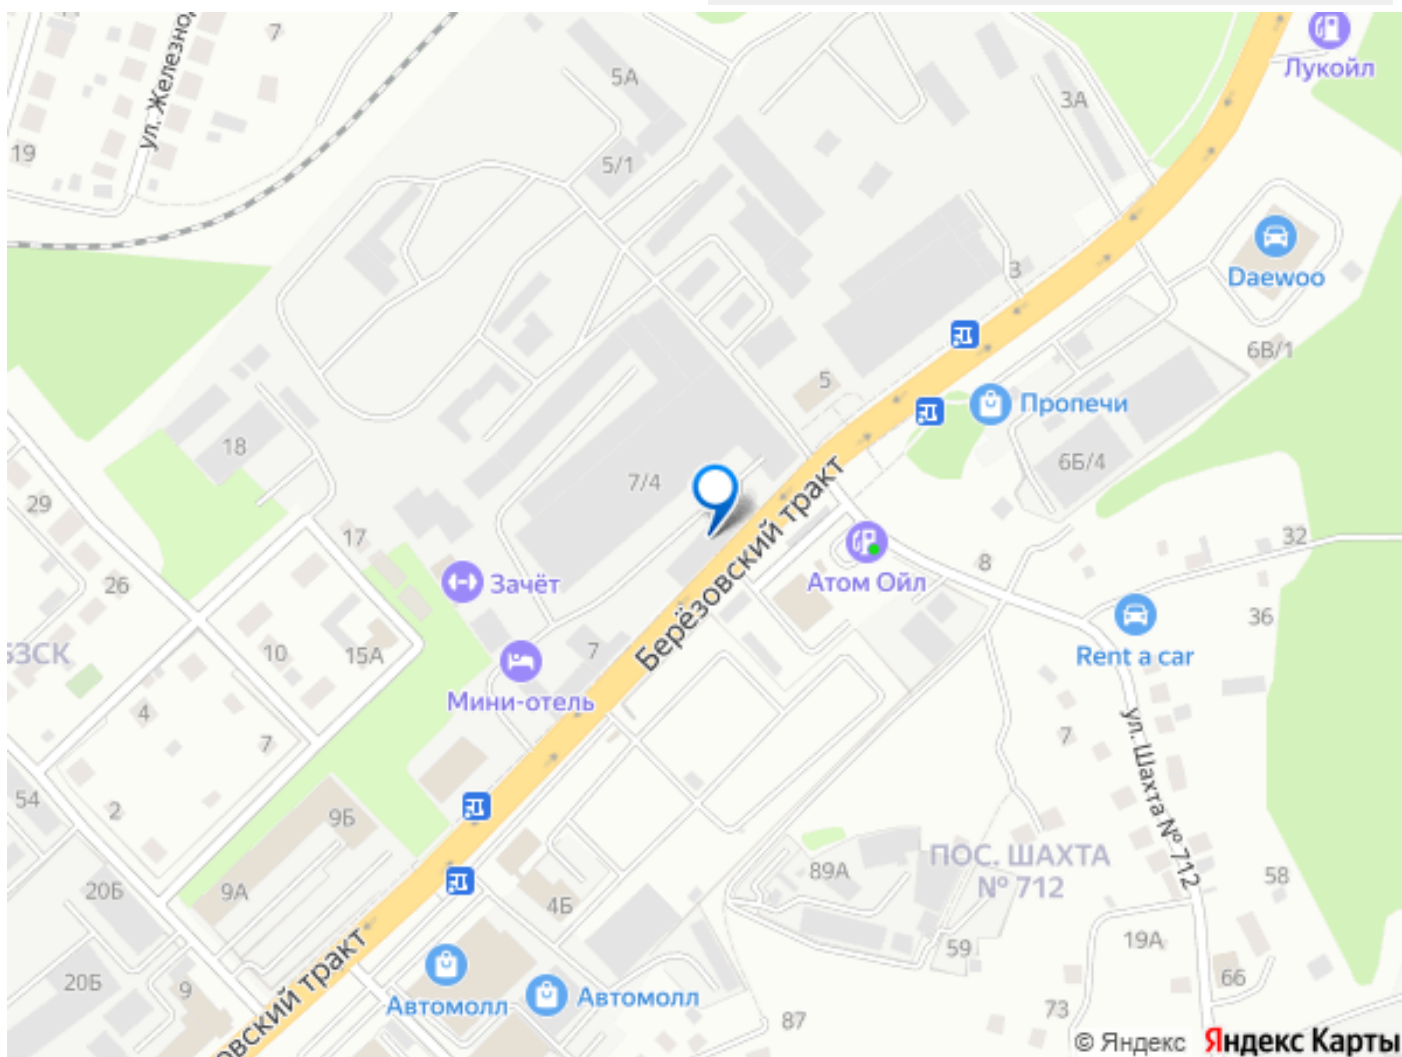 7
ул. Железно
19
5А
3А
Лукойл
5/1
Daewoo
3
6В/1
5
Пропечи
18
6Б/4
7/4
29
17
32
Берёзовский тракт
Атом Ойл
8
26
Зачёт
36
БЗСК
10
15А
7
Rent a car
Мини-отель
4
7
7
ул. Шахта № 712
54
2
9Б
ПОС. ШАХТА
№ 712
89А
58
20Б
9А
4Б
19А
59
66
20Б
9
овский тракт
Автомолл
Автомолл
73
87
© Яндекс Яндекс Карты